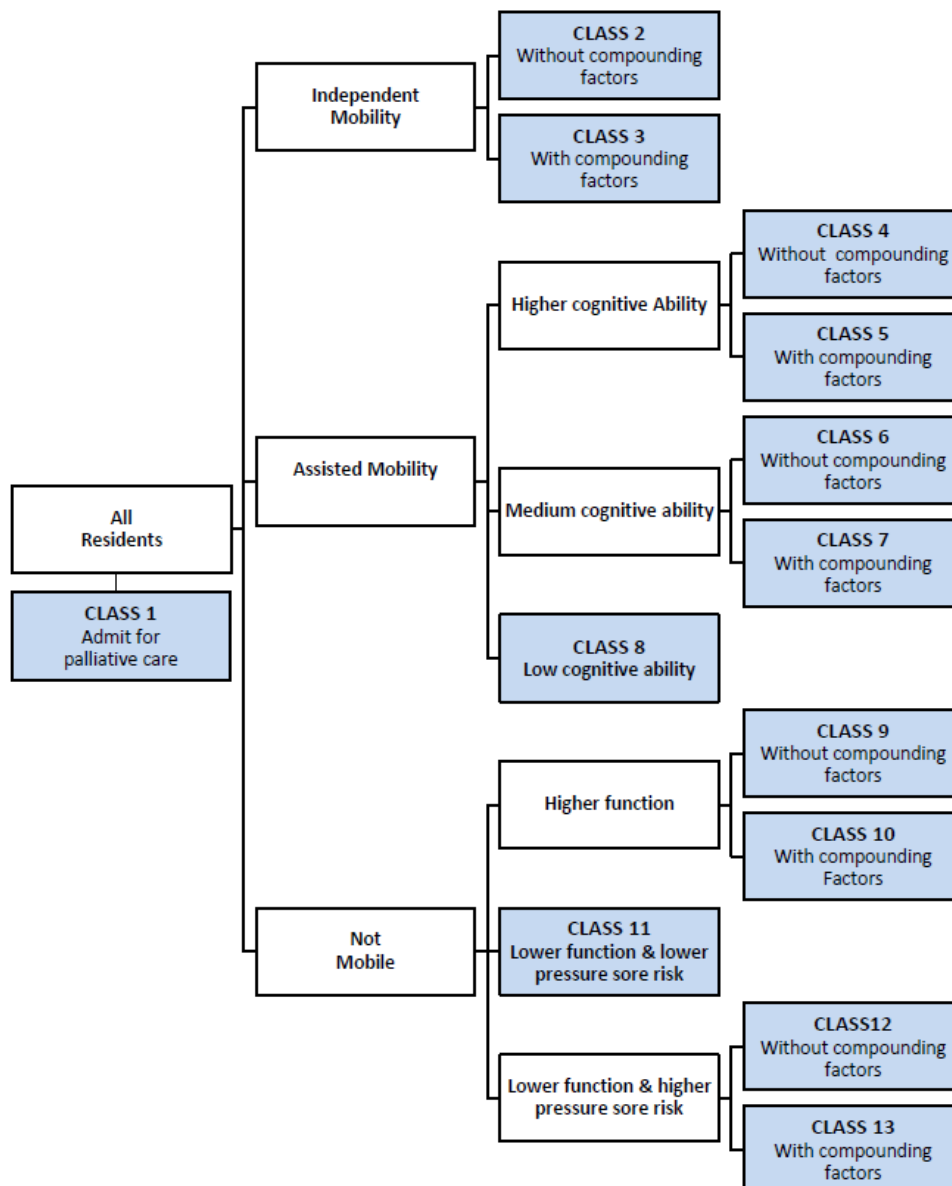 CLASS 2
Without compounding
factors
Independent
Mobility
CLASS 3
With compounding
factors
CLASS 4
Without compounding
factors
Higher cognitive Ability
CLASS 5
With compounding
factors
CLASS 6
Without compounding
factors
Assisted Mobility
Medium cognitive ability
All
Residents
CLASS 7
With compounding
factors
CLASS 1
Admit for
palliative care
CLASS 8
Low cognitive ability
CLASS 9
Without compounding
factors
Higher function
CLASS 10
With compounding
Factors
Not
Mobile
CLASS 11
Lower function & lower
pressure sore risk
CLASS12
Without compounding
factors
Lower function & higher
pressure sore risk
CLASS 13
With compounding
factors